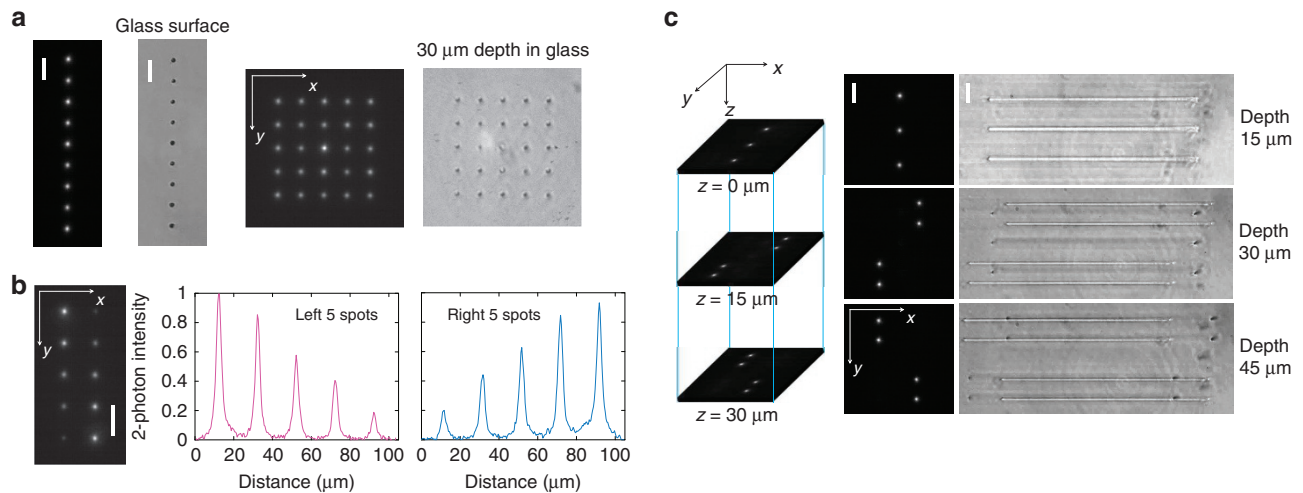 a
Glass surface
30 μm depth in glass
x
y
b
x
y
2-photon intensity
1
0.8
0.6
0.4
0.2
0
Left 5 spots
0 20 40 60 80 100
Distance (μm)
Right 5 spots
0 20 40 60 80 100
Distance (μm)
c
x
y
z
z = 0 μm
z = 15 μm
z = 30 μm
Depth
15 μm
Depth
30 μm
x
y
Depth
45 μm